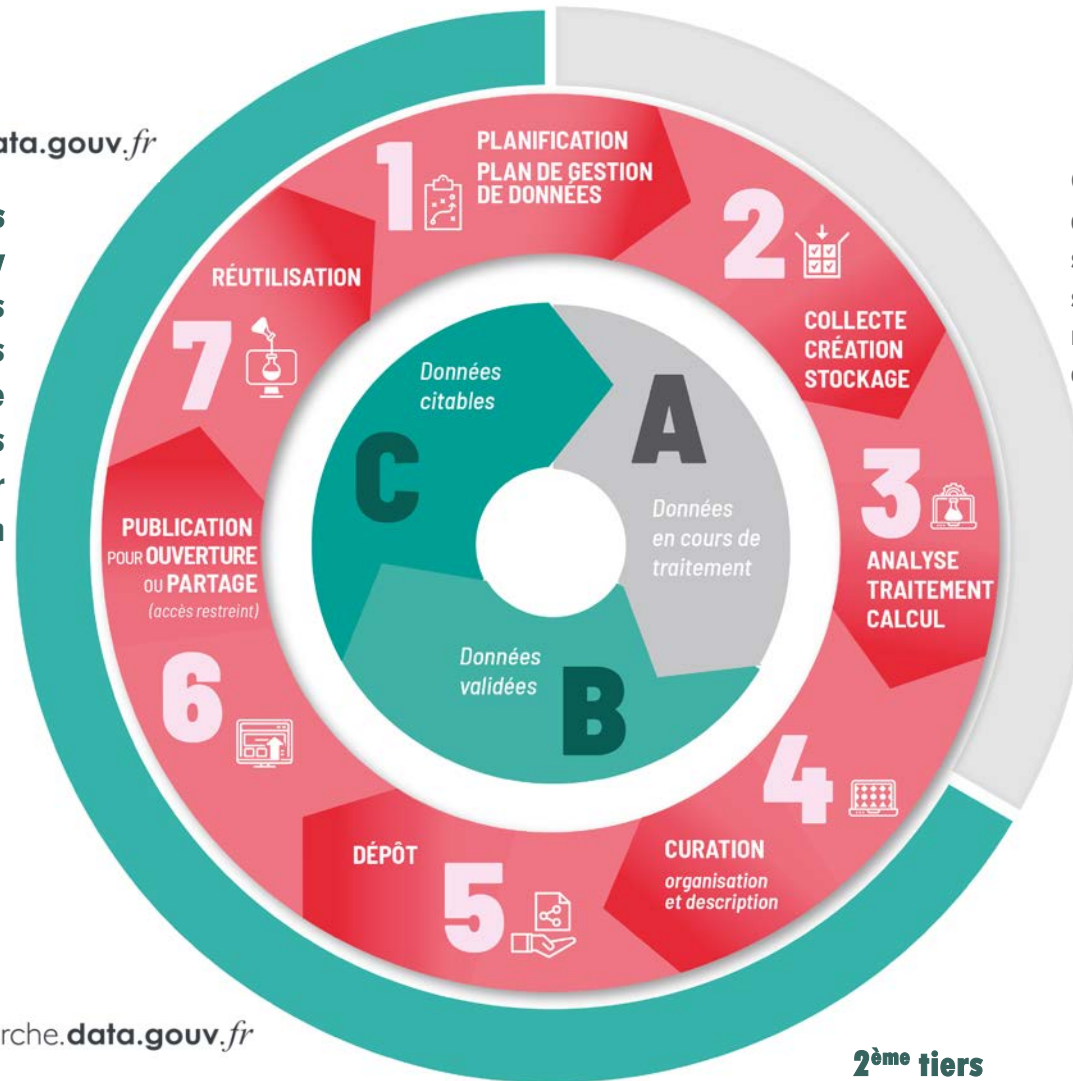 ata.gouv.fr
1
PLANIFICATION
PLAN DE GESTION
DE DONNÉES
2
COLLECTE
CRÉATION
STOCKAGE
3
ANALYSE
TRAITEMENT
CALCUL
4
CURATION
organisation
et description
5
DÉPÔT
6
PUBLICATION
POUR OUVERTURE
OU PARTAGE
(accès restreint)
7
RÉUTILISATION
A
Données
en cours de
traitement
B
Données
validées
C
Données
citables
rche.data.gouv.fr
2ème tiers